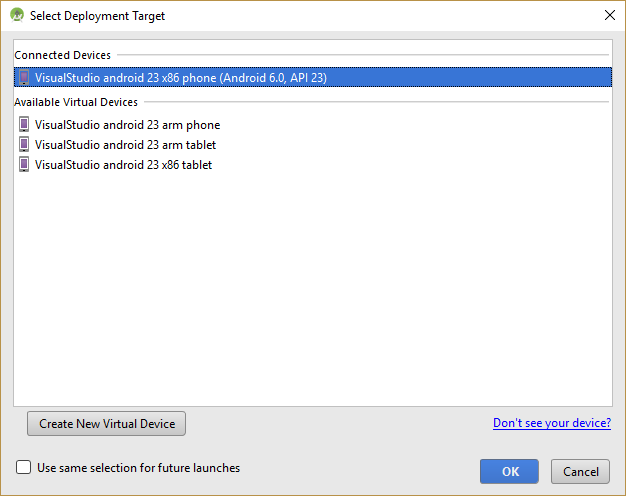 Select Deployment Target
Connected Devices
VisualStudio android 23 x86 phone (Android 6.0, API 23)
Available Virtual Devices
VisualStudio android 23 arm phone
VisualStudio android 23 arm tablet
VisualStudio android 23 x86 tablet
Create New Virtual Device
Don't see your device?
Use same selection for future launches
OK
Cancel